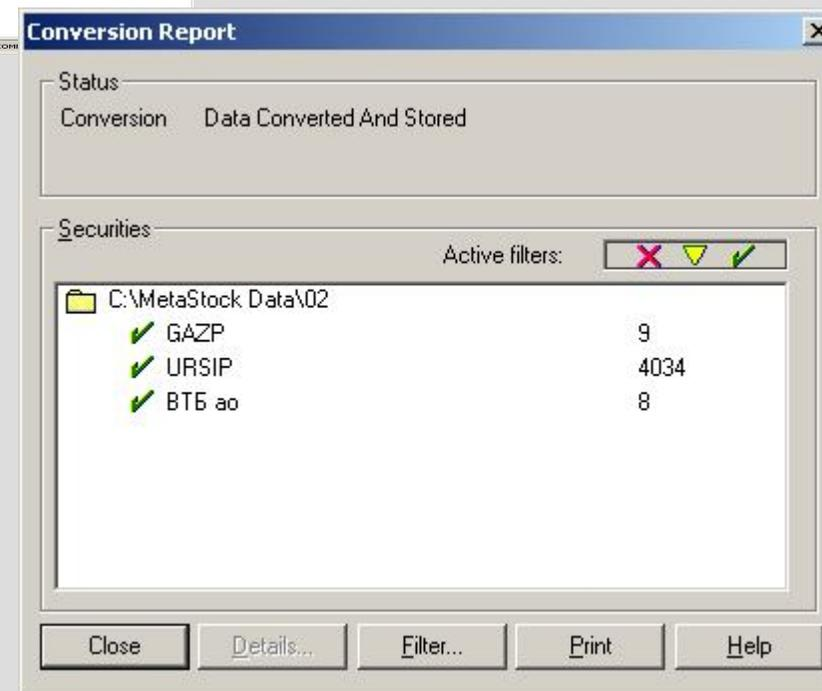 Conversion Report
Status
Conversion Data Converted And Stored
Securities
Active filters:
C:\MetaStock Data\02
GAZP 9
URSIP 4034
ВТБ ао 8
Close Details... Filter... Print Help